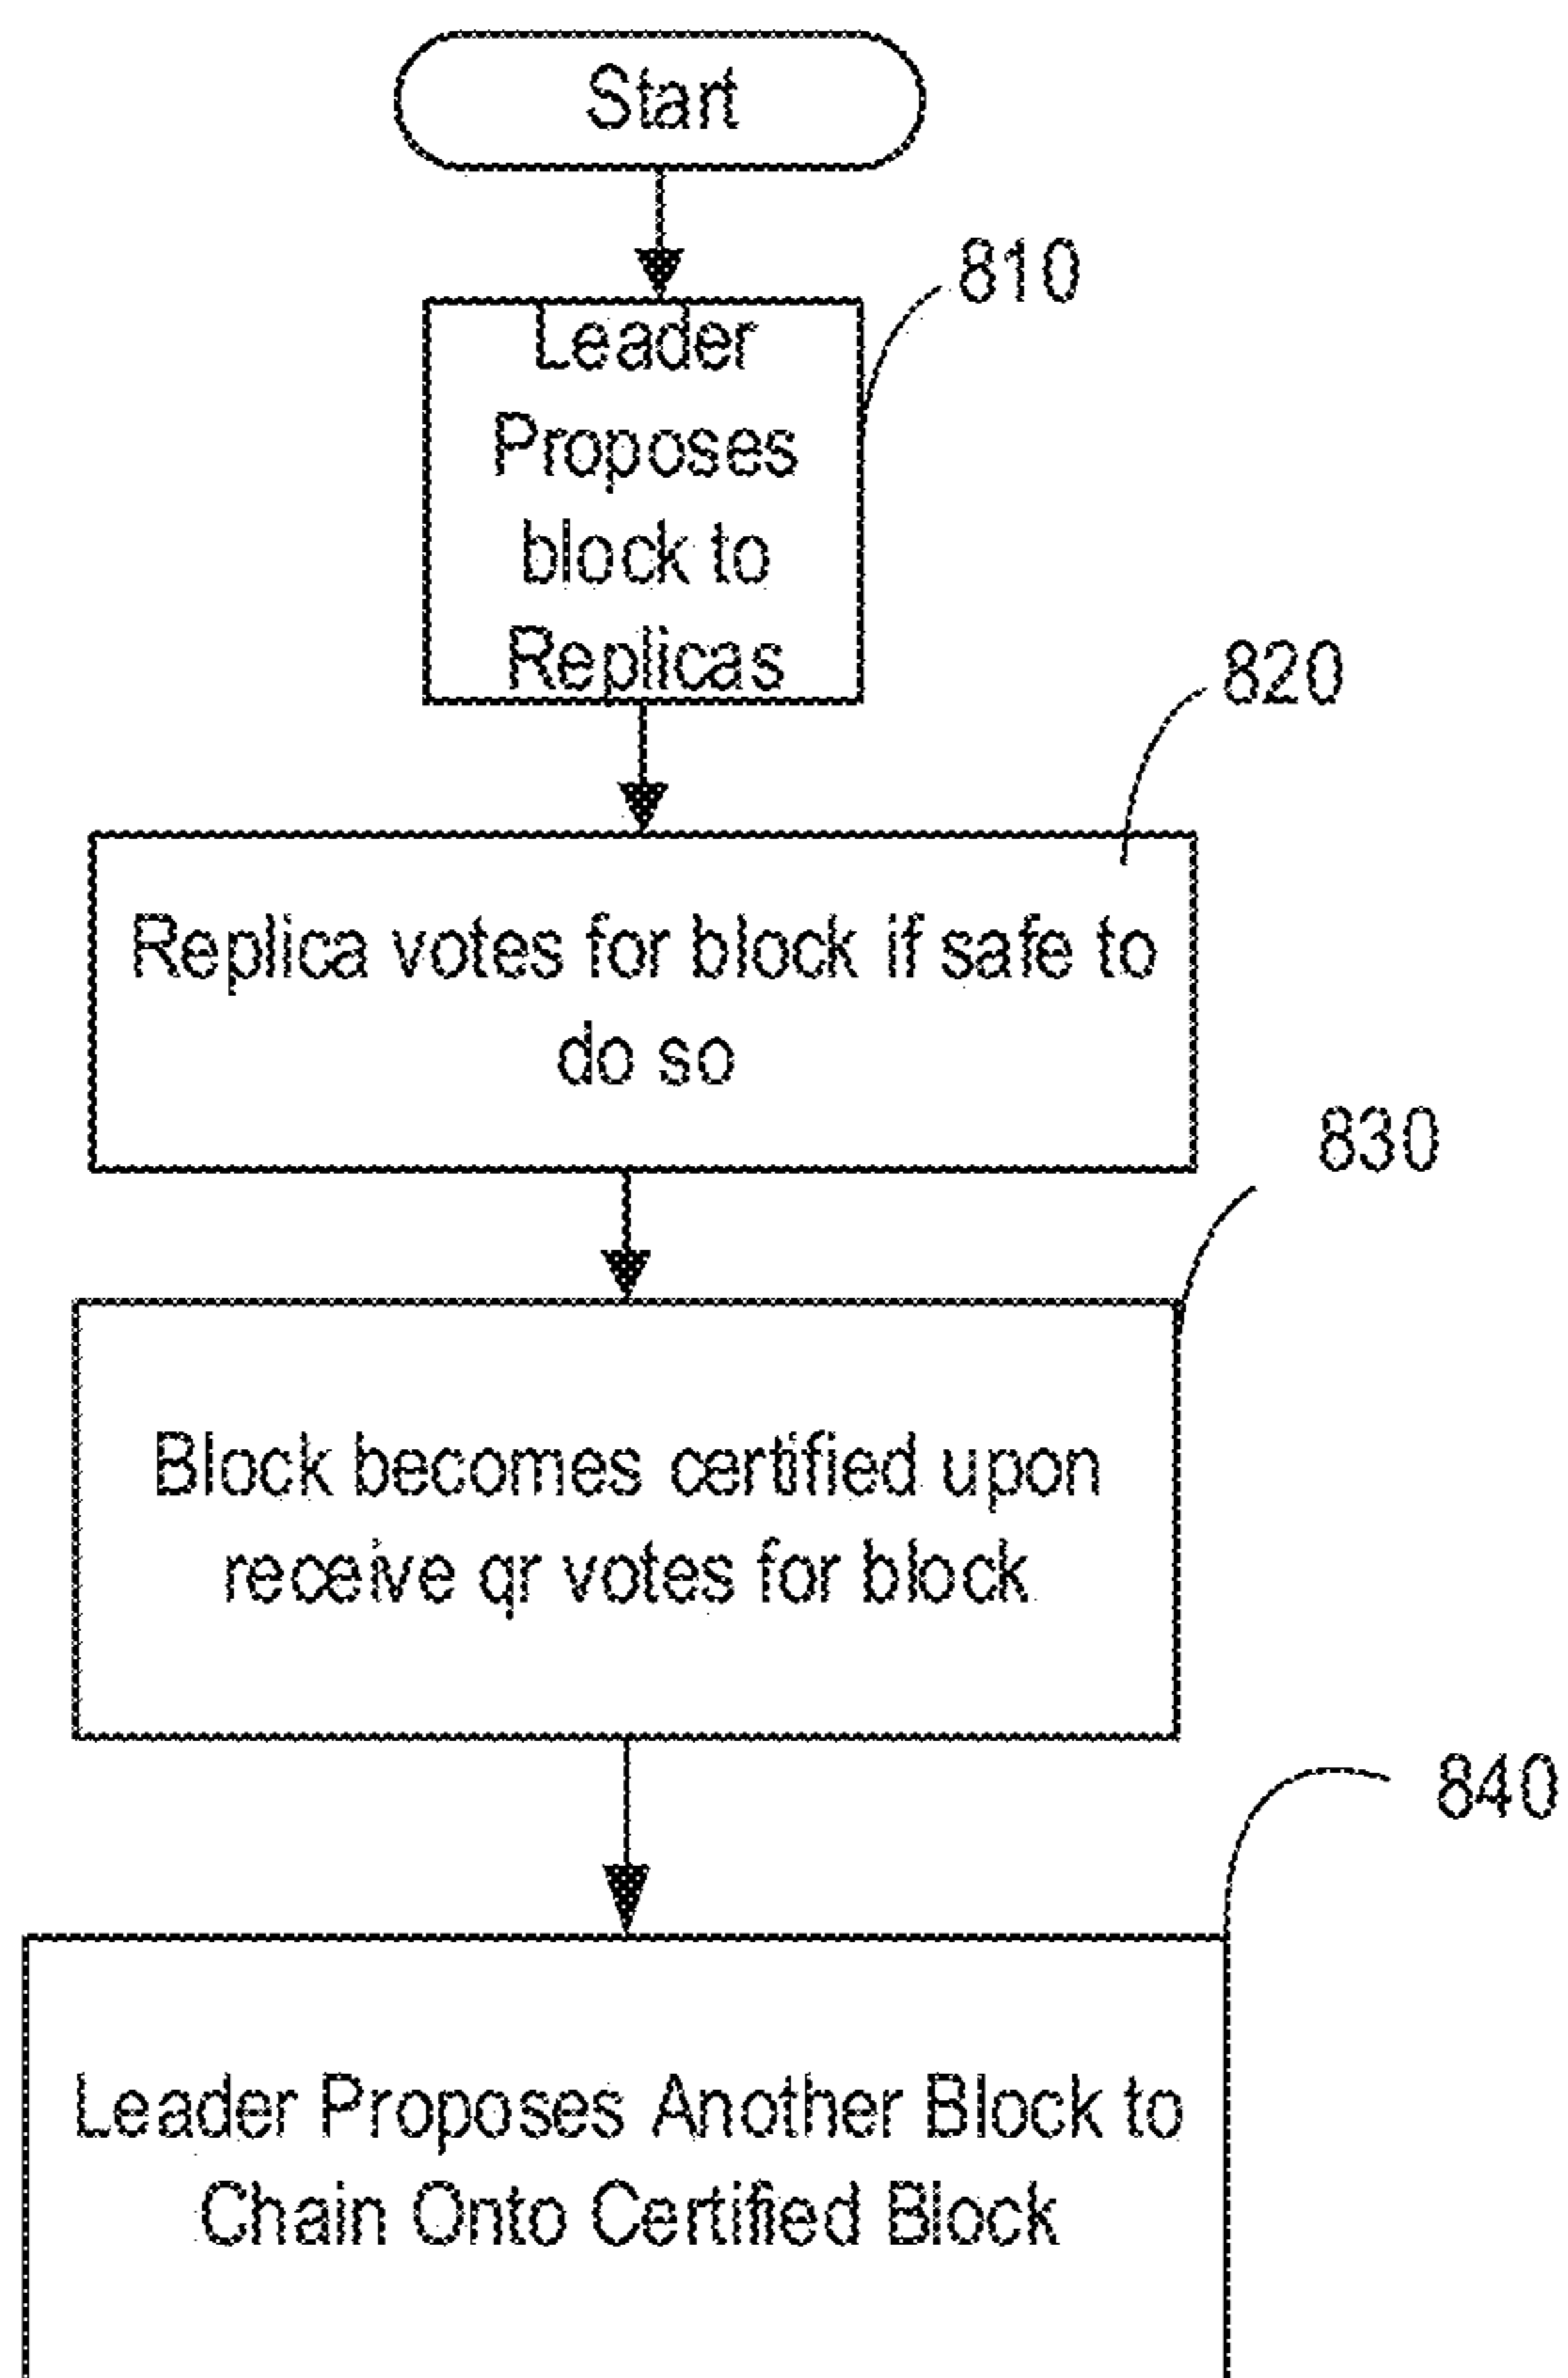 Start
810
Leader
Proposes
block to
Replicas
820
Replica votes for block if safe to
do so
830
Block becomes certified upon
receive qr votes for block
840
Leader Proposes Another Block to
Chain Onto Certified Block